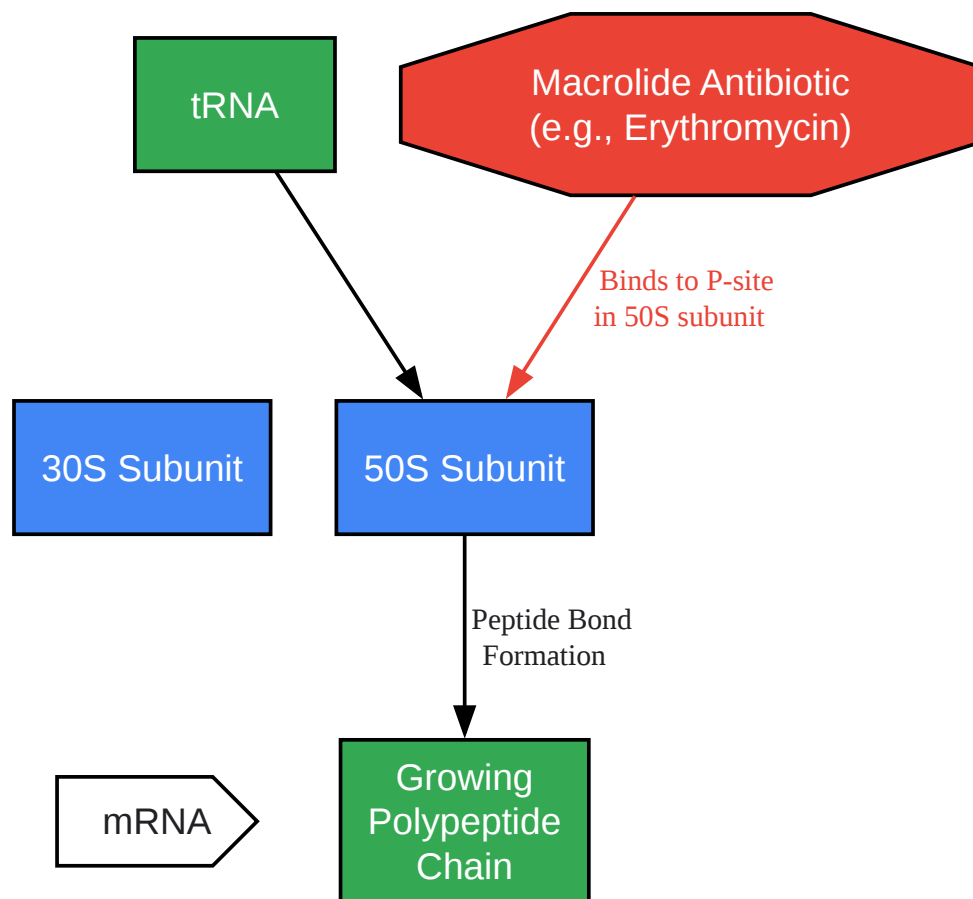 tRNA
Macrolide Antibiotic
(e.g., Erythromycin)
Binds to P-site
in 50S subunit
30S Subunit
50S Subunit
Peptide Bond
Formation
mRNA
Growing
Polypeptide
Chain